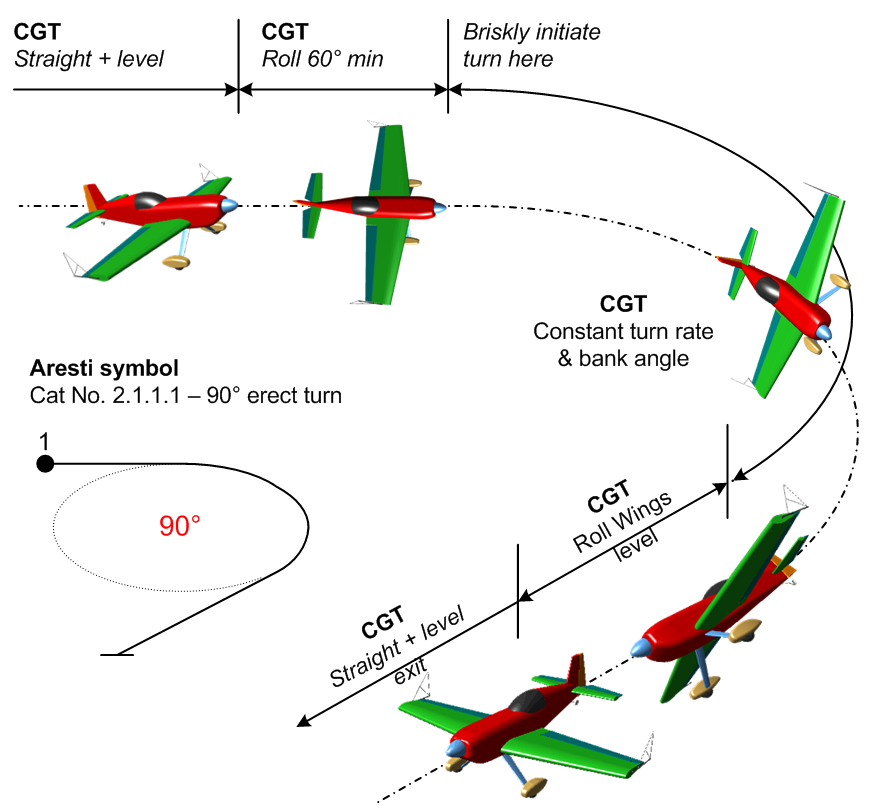 CGT
Straight + level
CGT
Roll 60° min
Briskly initiate
turn here
CGT
Constant turn rate
& bank angle
Aresti symbol
Cat No. 2.1.1.1 – 90° erect turn
1
90°
CGT
Roll Wings
level
CGT
Straight + level
exit